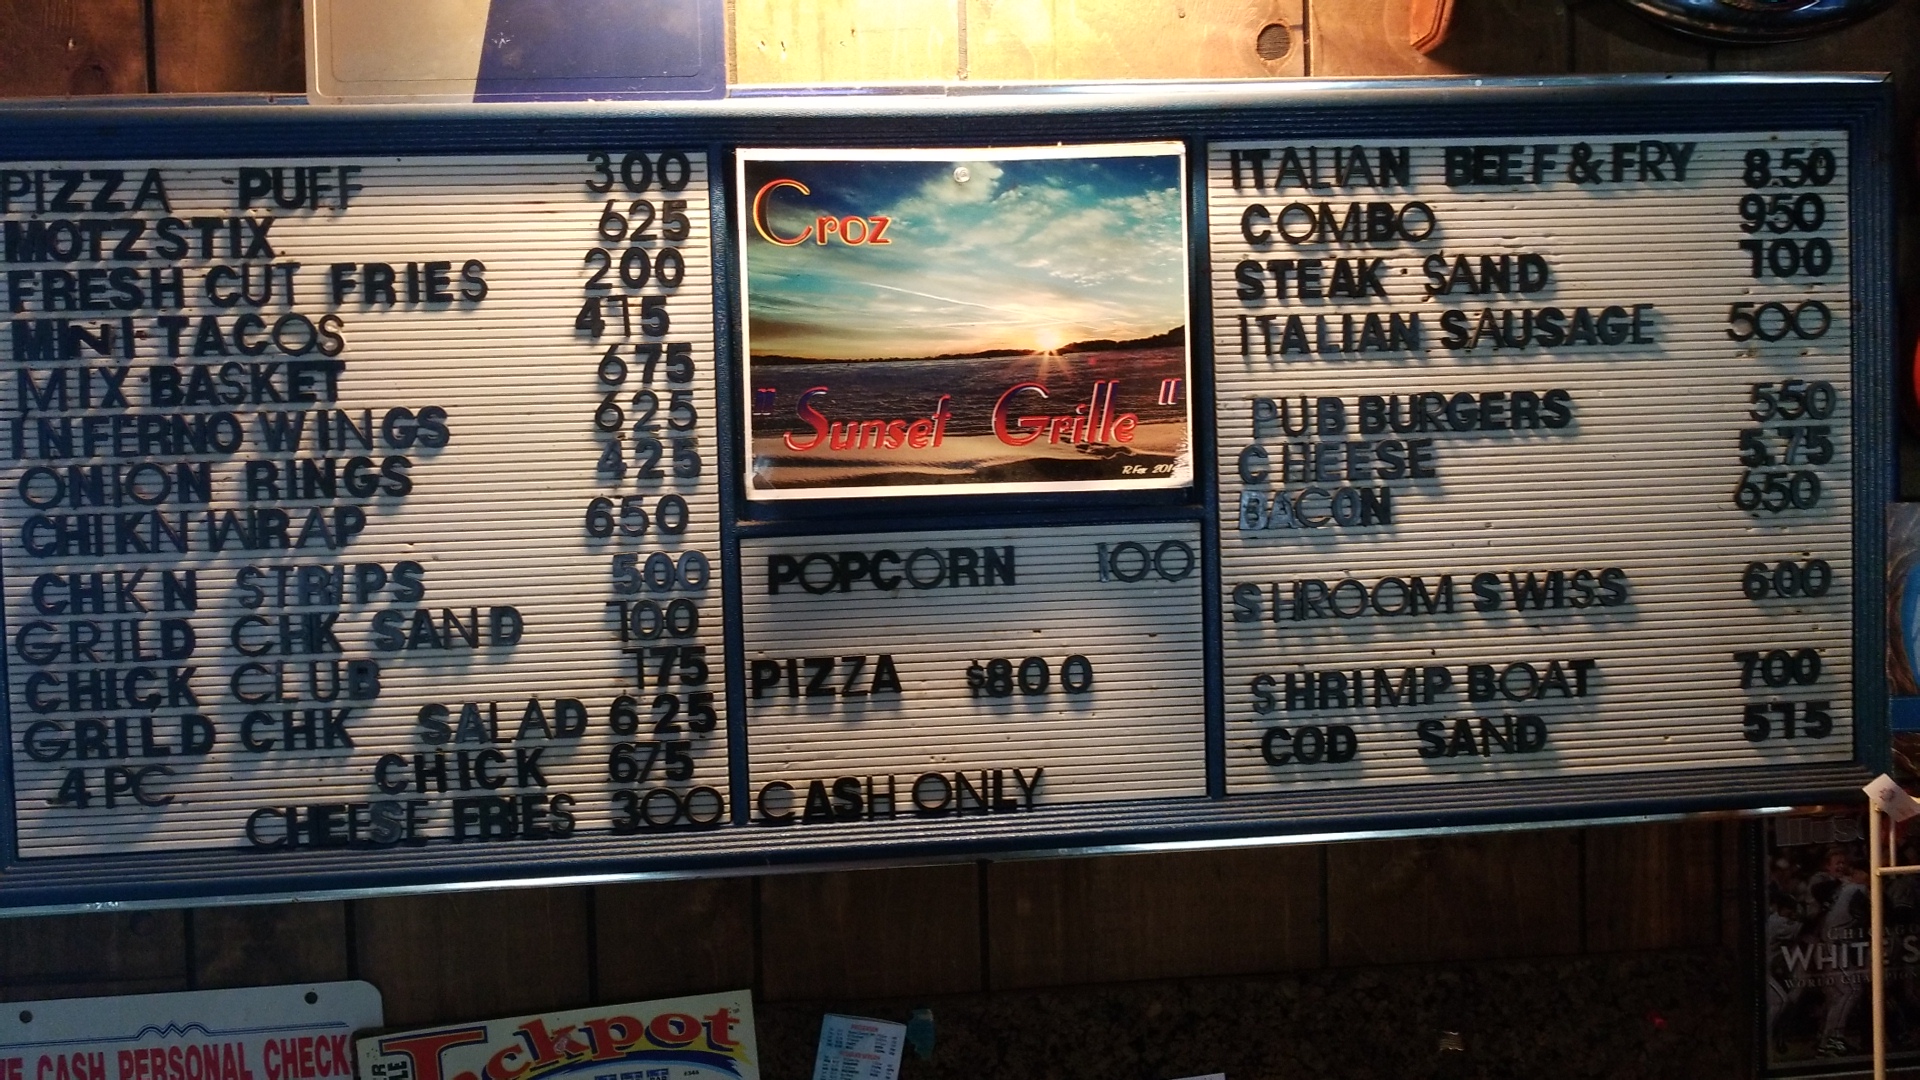 PIZZA PUFF 300
MOTZ STIX 625
FRESH CUT FRIES 200
MINI TACOS 475
MIX BASKET 675
INFERNO WINGS 625
ONION RINGS 425
CHIKN WRAP 650
CHKN STRIPS 500
GRILD CHK SAND 700
CHICK CLUB 775
GRILD CHK SALAD 625
4 PC CHICK 675
CHEESE FRIES 300
Croz
"Sunset Grille"
R.Fox
POPCORN 100
PIZZA $800
CASH ONLY
ITALIAN BEEF & FRY 8.50
COMBO 950
STEAK SAND 700
ITALIAN SAUSAGE 500
PUB BURGERS 550
CHEESE 5.75
BACON 650
SHROOM SWISS 600
SHRIMP BOAT 700
COD SAND 575
CASH PERSONAL CHECK
Jackpot
WHITE S